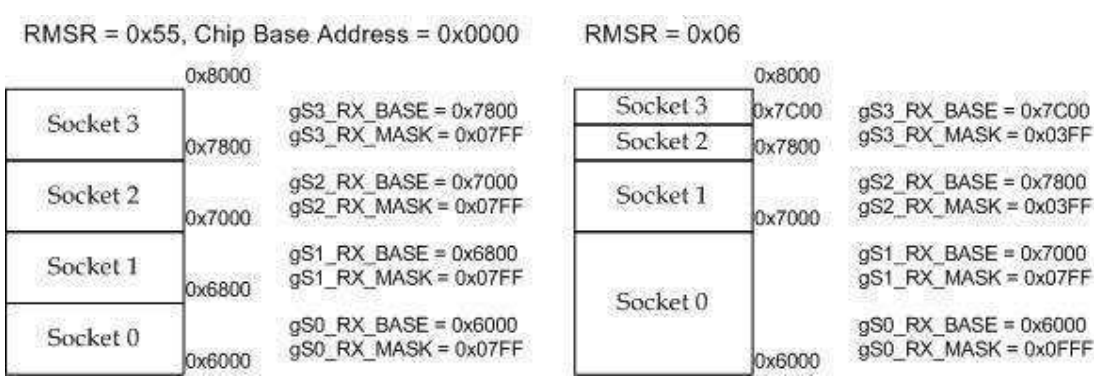 RMSR = 0x55, Chip Base Address = 0x0000
0x8000
Socket 3
gS3_RX_BASE = 0x7800
gS3_RX_MASK = 0x07FF
0x7800
Socket 2
gS2_RX_BASE = 0x7000
gS2_RX_MASK = 0x07FF
0x7000
Socket 1
gS1_RX_BASE = 0x6800
gS1_RX_MASK = 0x07FF
0x6800
Socket 0
gS0_RX_BASE = 0x6000
gS0_RX_MASK = 0x07FF
0x6000
RMSR = 0x06
0x8000
Socket 3
0x7C00
gS3_RX_BASE = 0x7C00
gS3_RX_MASK = 0x03FF
Socket 2
0x7800
Socket 1
gS2_RX_BASE = 0x7800
gS2_RX_MASK = 0x03FF
0x7000
gS1_RX_BASE = 0x7000
gS1_RX_MASK = 0x07FF
Socket 0
gS0_RX_BASE = 0x6000
gS0_RX_MASK = 0x0FFF
0x6000